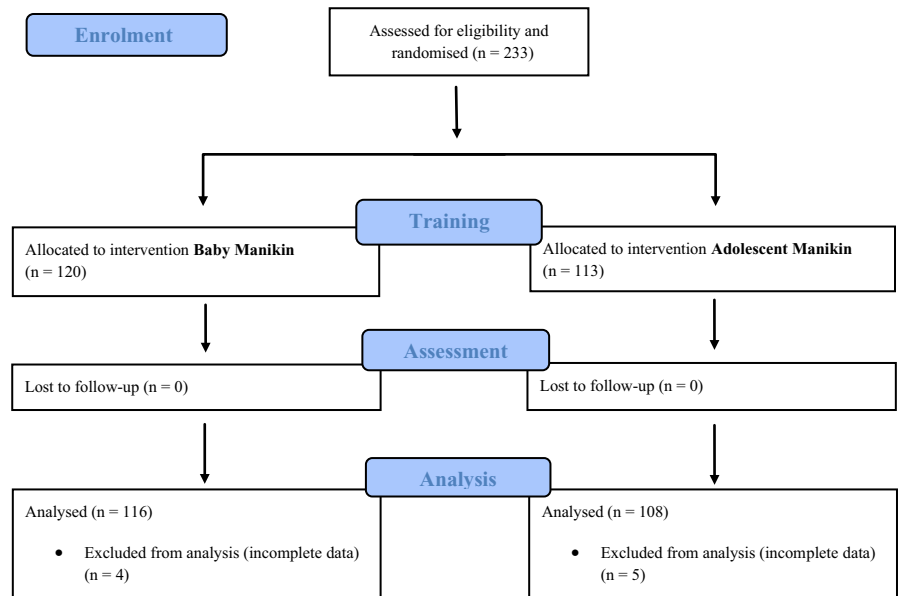 Enrolment
Assessed for eligibility and
randomised (n = 233)
Training
Allocated to intervention Baby Manikin
(n = 120)
Allocated to intervention Adolescent Manikin
(n = 113)
Assessment
Lost to follow-up (n = 0)
Lost to follow-up (n = 0)
Analysis
Analysed (n = 116)
• Excluded from analysis (incomplete data)
(n = 4)
Analysed (n = 108)
• Excluded from analysis (incomplete data)
(n = 5)